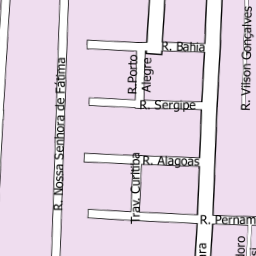 R. Bahia
R.Porto
Alegre
R. Vilson Gonçalves
R. Sergipe
R. Nossa Senhora de Fátima
R. Alagoas
Trav. Curitiba
R. Pernam